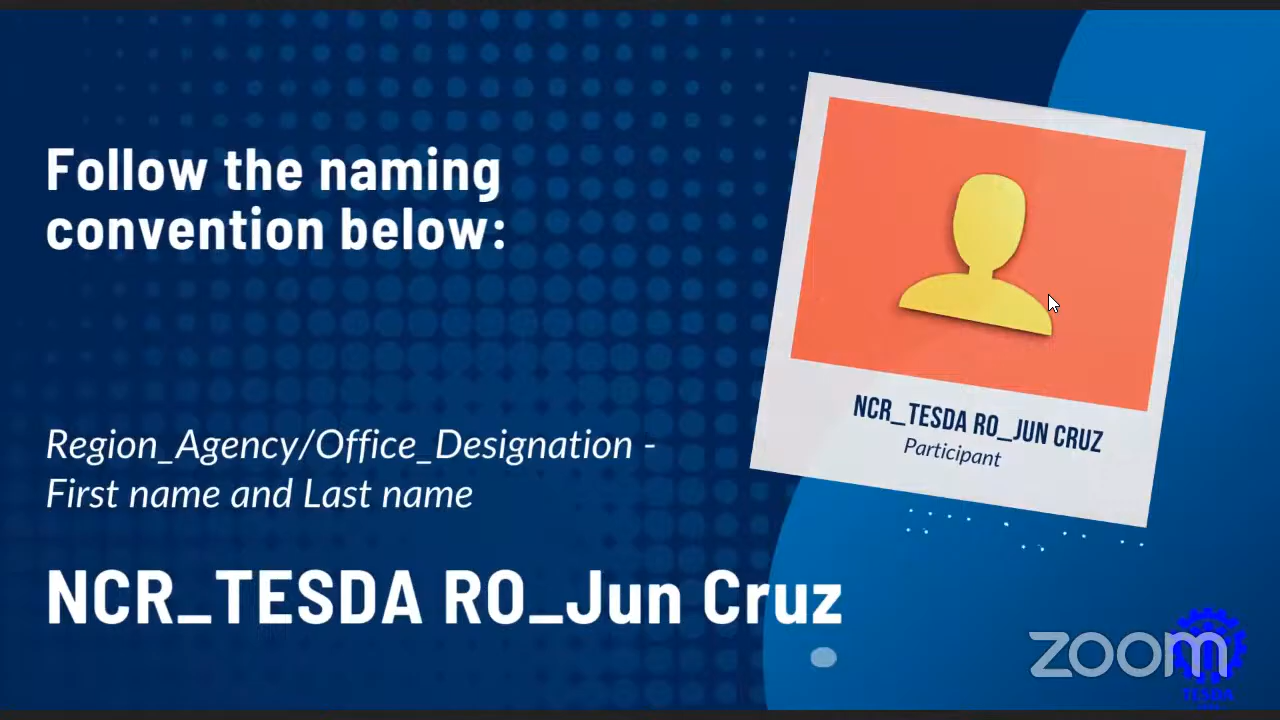 Follow the naming
convention below:
Region_Agency/Office_Designation -
First name and Last name
NCR_TESDA RO_Jun Cruz
NCR_TESDA RO_JUN CRUZ
Participant
zoom
TESDA